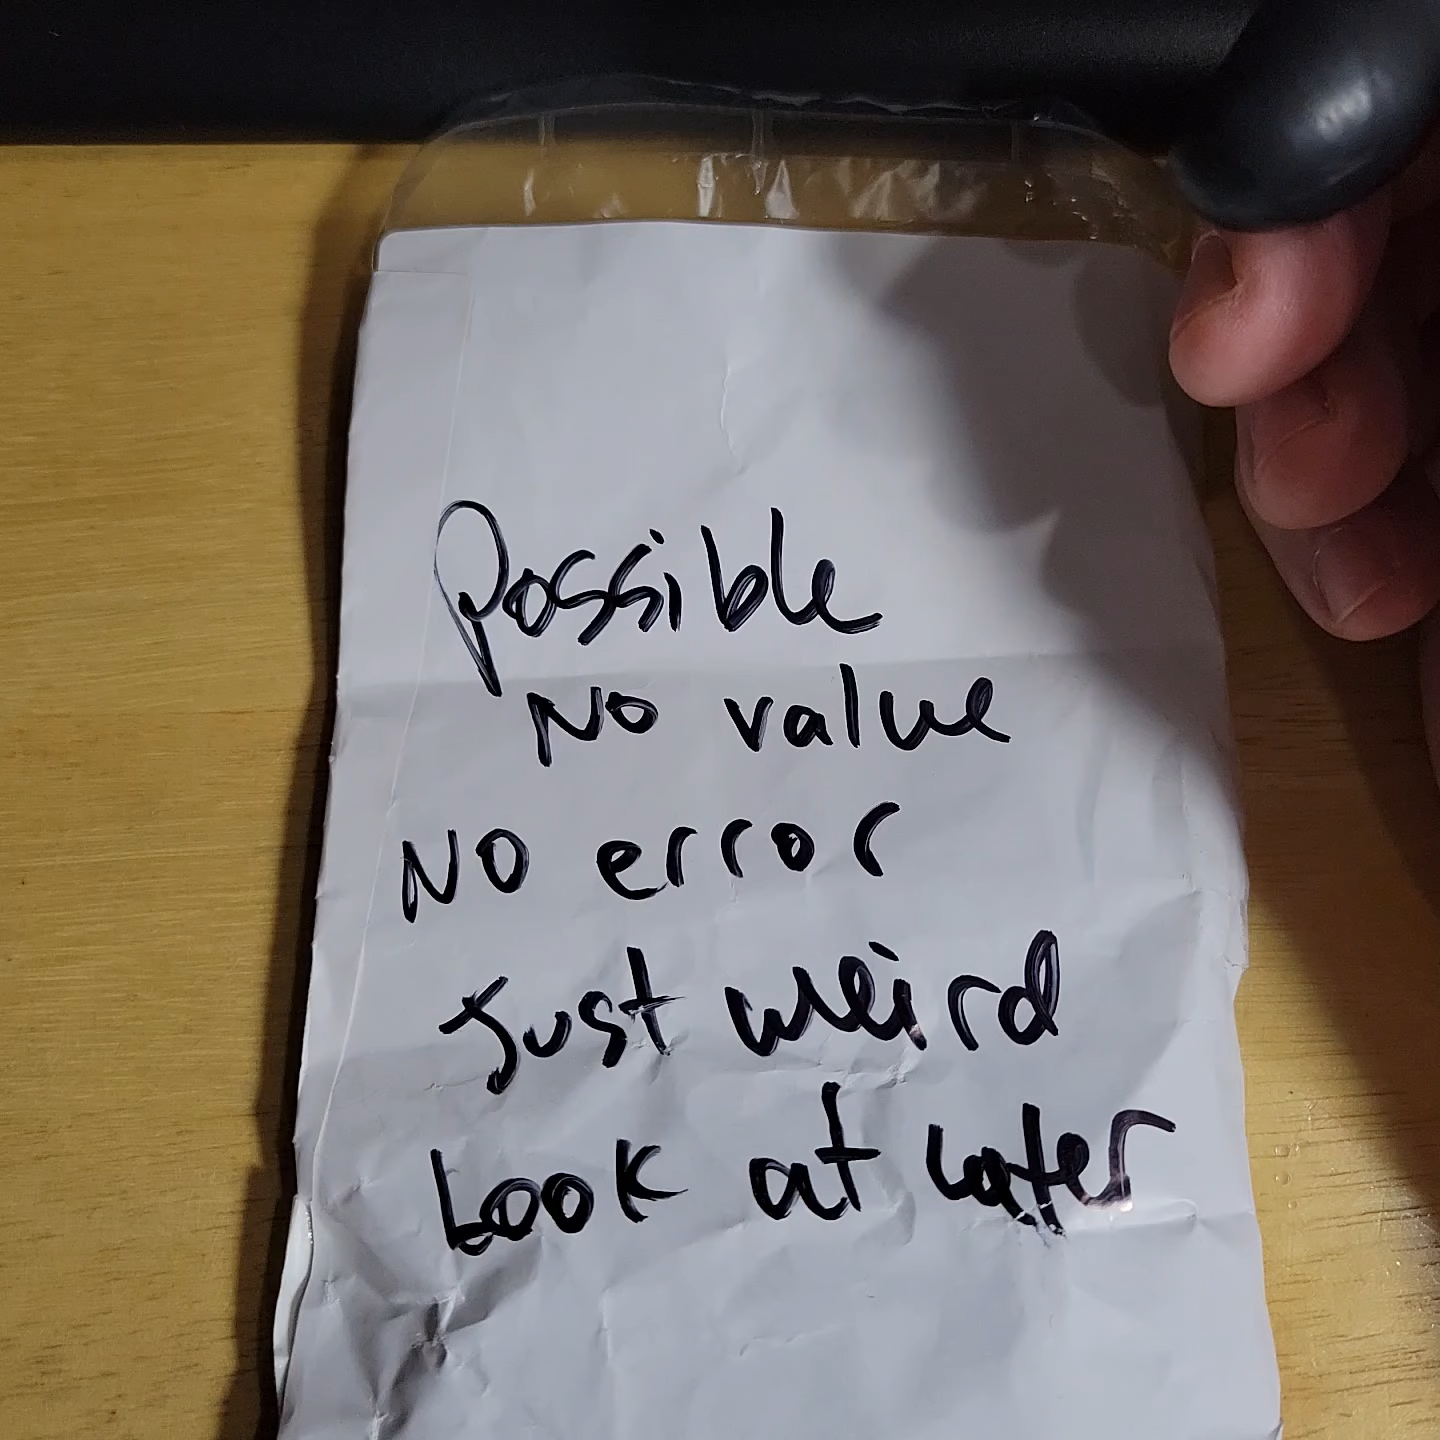 Possible
No value
No error
Just weird
Look at later